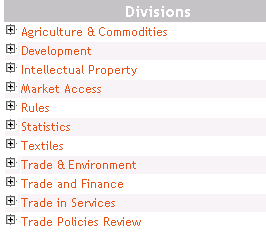 Divisions
Agriculture & Commodities
Development
Intellectual Property
Market Access
Rules
Statistics
Textiles
Trade & Environment
Trade and Finance
Trade in Services
Trade Policies Review